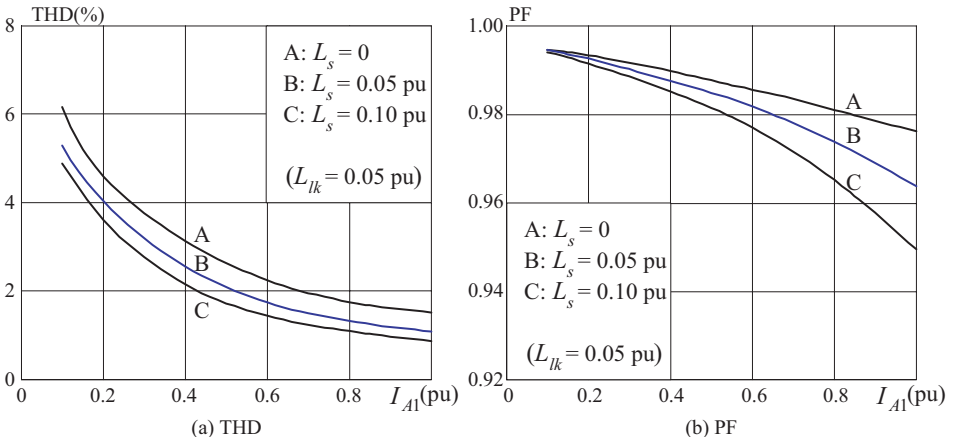 THD(%)
8
6
4
2
0
0
0.2
0.4
0.6
0.8
I_A1(pu)
A: L_s = 0
B: L_s = 0.05 pu
C: L_s = 0.10 pu
(L_lk = 0.05 pu)
A
B
C
(a) THD
PF
1.00
0.98
0.96
0.94
0.92
0
0.2
0.4
0.6
0.8
I_A1(pu)
A
B
C
A: L_s = 0
B: L_s = 0.05 pu
C: L_s = 0.10 pu
(L_lk = 0.05 pu)
(b) PF